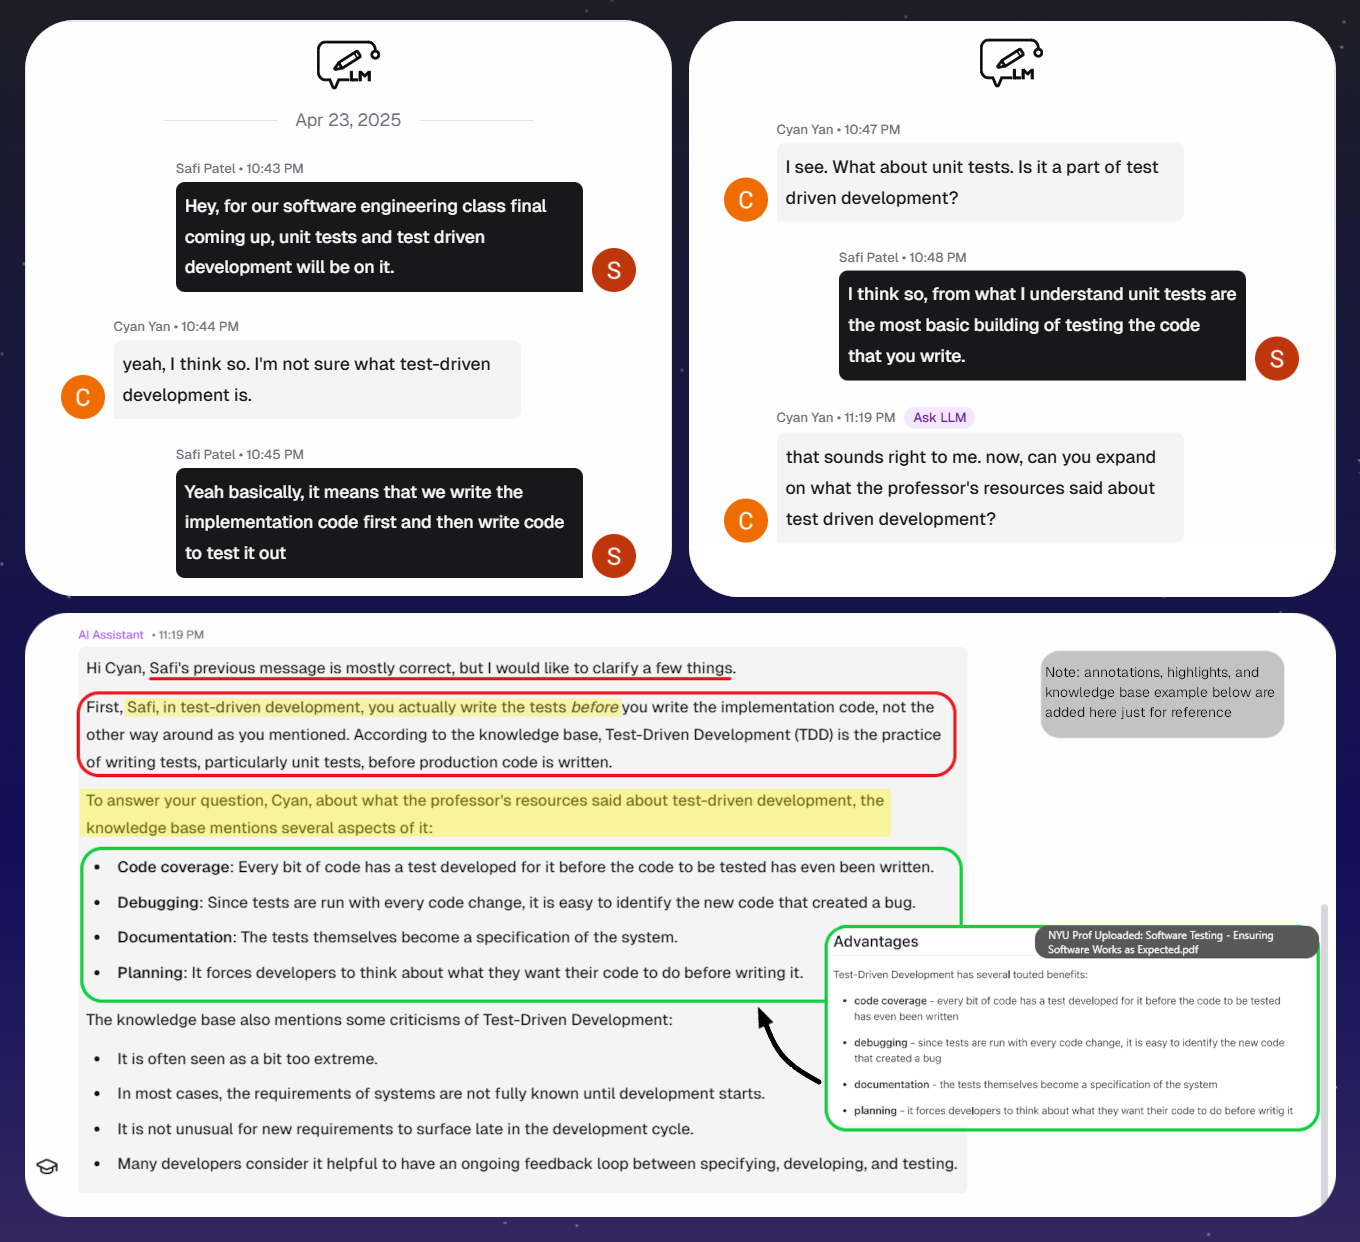 LM
Apr 23, 2025
Safi Patel • 10:43 PM
Hey, for our software engineering class final
coming up, unit tests and test driven
development will be on it.
S
Cyan Yan • 10:44 PM
yeah, I think so. I'm not sure what test-driven
development is.
C
Safi Patel • 10:45 PM
Yeah basically, it means that we write the
implementation code first and then write code
to test it out
S
LM
Cyan Yan • 10:47 PM
I see. What about unit tests. Is it a part of test
driven development?
C
Safi Patel • 10:48 PM
I think so, from what I understand unit tests are
the most basic building of testing the code
that you write.
S
Cyan Yan • 11:19 PM Ask LLM
that sounds right to me. now, can you expand
on what the professor's resources said about
test driven development?
C
AI Assistant • 11:19 PM
Hi Cyan, Safi's previous message is mostly correct, but I would like to clarify a few things.
First, Safi, in test-driven development, you actually write the tests before you write the implementation code, not the
other way around as you mentioned. According to the knowledge base, Test-Driven Development (TDD) is the practice
of writing tests, particularly unit tests, before production code is written.
To answer your question, Cyan, about what the professor's resources said about test-driven development, the
knowledge base mentions several aspects of it:
• Code coverage: Every bit of code has a test developed for it before the code to be tested has even been written.
• Debugging: Since tests are run with every code change, it is easy to identify the new code that created a bug.
• Documentation: The tests themselves become a specification of the system.
• Planning: It forces developers to think about what they want their code to do before writing it.
The knowledge base also mentions some criticisms of Test-Driven Development:
• It is often seen as a bit too extreme.
• In most cases, the requirements of systems are not fully known until development starts.
• It is not unusual for new requirements to surface late in the development cycle.
• Many developers consider it helpful to have an ongoing feedback loop between specifying, developing, and testing.
Note: annotations, highlights, and
knowledge base example below are
added here just for reference
NYU Prof Uploaded: Software Testing - Ensuring
Software Works as Expected.pdf
Advantages
Test-Driven Development has several touted benefits:
• code coverage - every bit of code has a test developed for it before the code to be tested
has even been written
• debugging - since tests are run with every code change, it is easy to identify the new code
that created a bug
• documentation - the tests themselves become a specification of the system
• planning - it forces developers to think about what they want their code to do before writig it